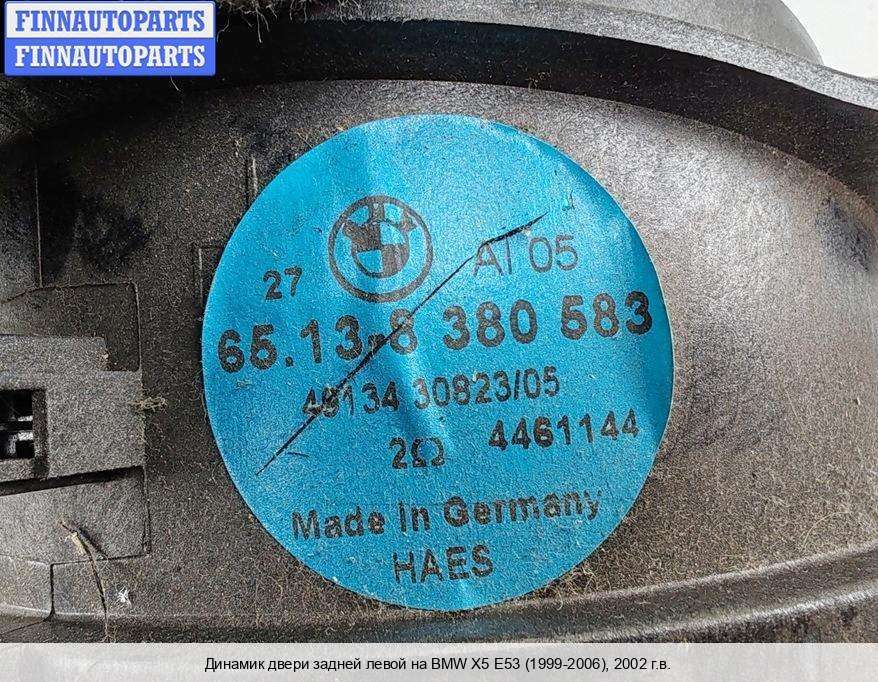 FINNAUTOPARTS
FINNAUTOPARTS
27 AI 05
65.13-8 380 583
49134 30823/05
2Ω 4461144
Made In Germany
HAES
Динамик двери задней левой на BMW X5 E53 (1999-2006), 2002 г.в.